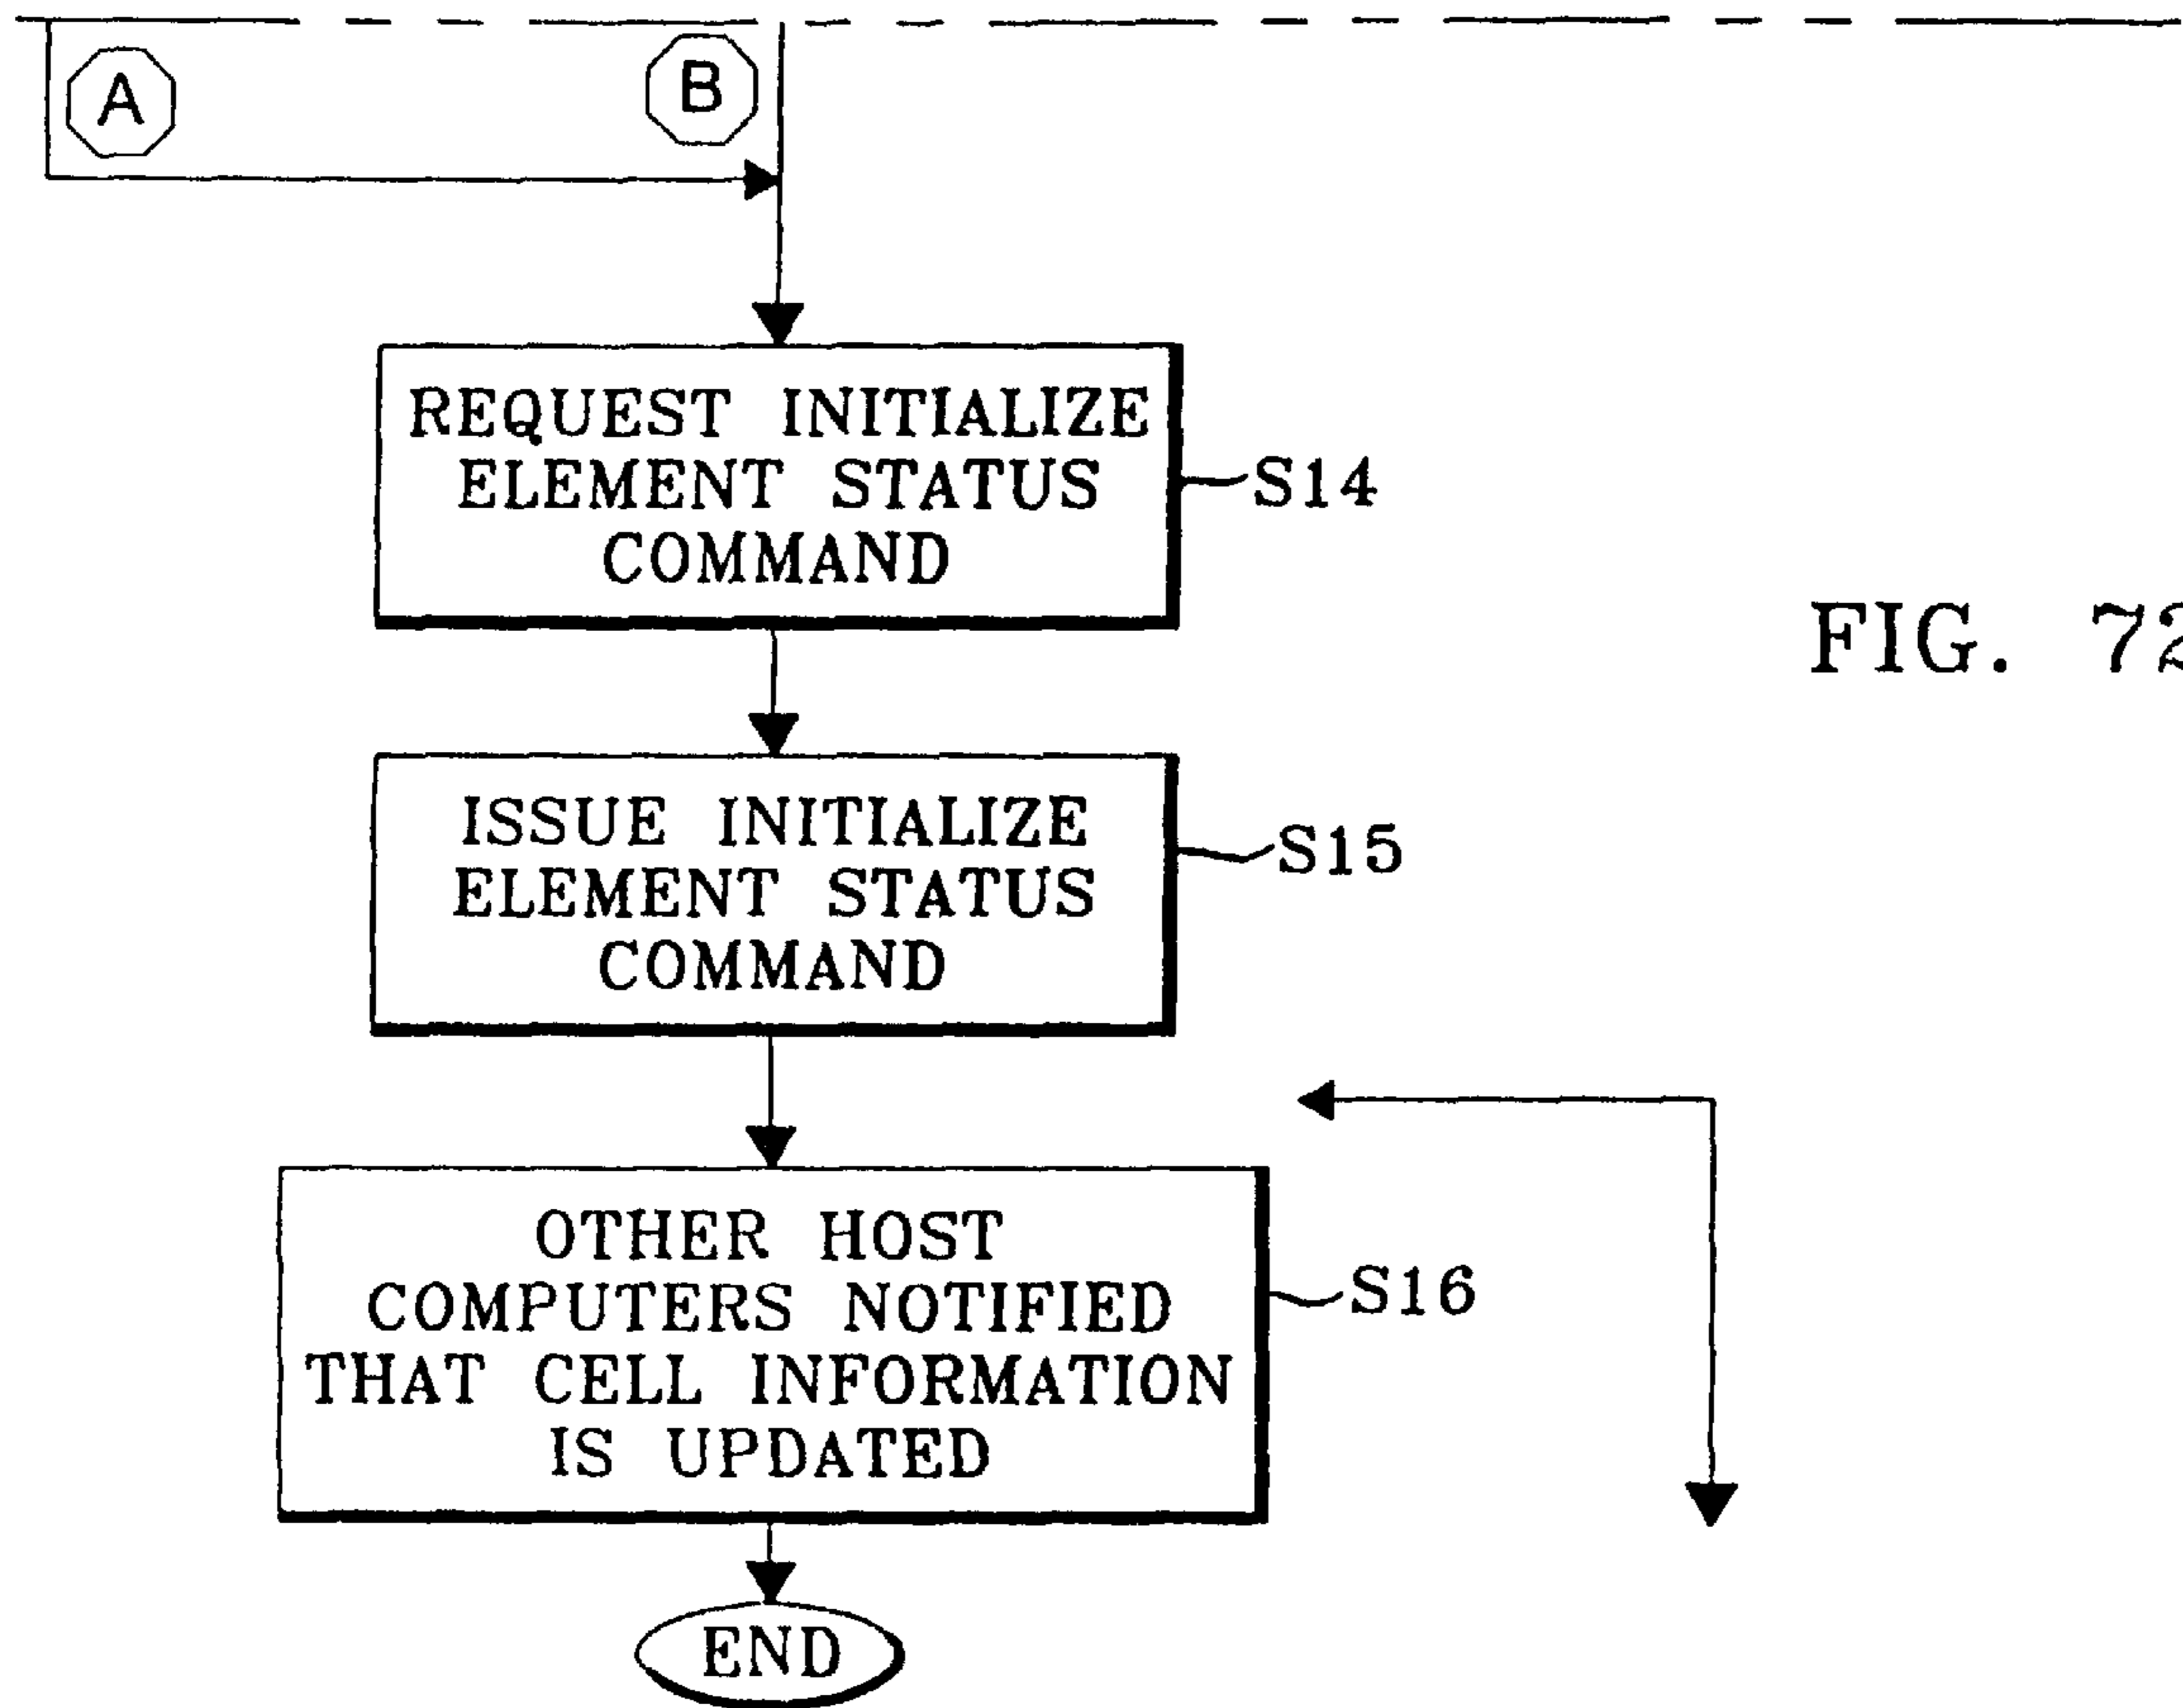 A
B
REQUEST INITIALIZE
ELEMENT STATUS
COMMAND
S14
FIG. 72
ISSUE INITIALIZE
ELEMENT STATUS
COMMAND
S15
OTHER HOST
COMPUTERS NOTIFIED
THAT CELL INFORMATION
IS UPDATED
S16
END